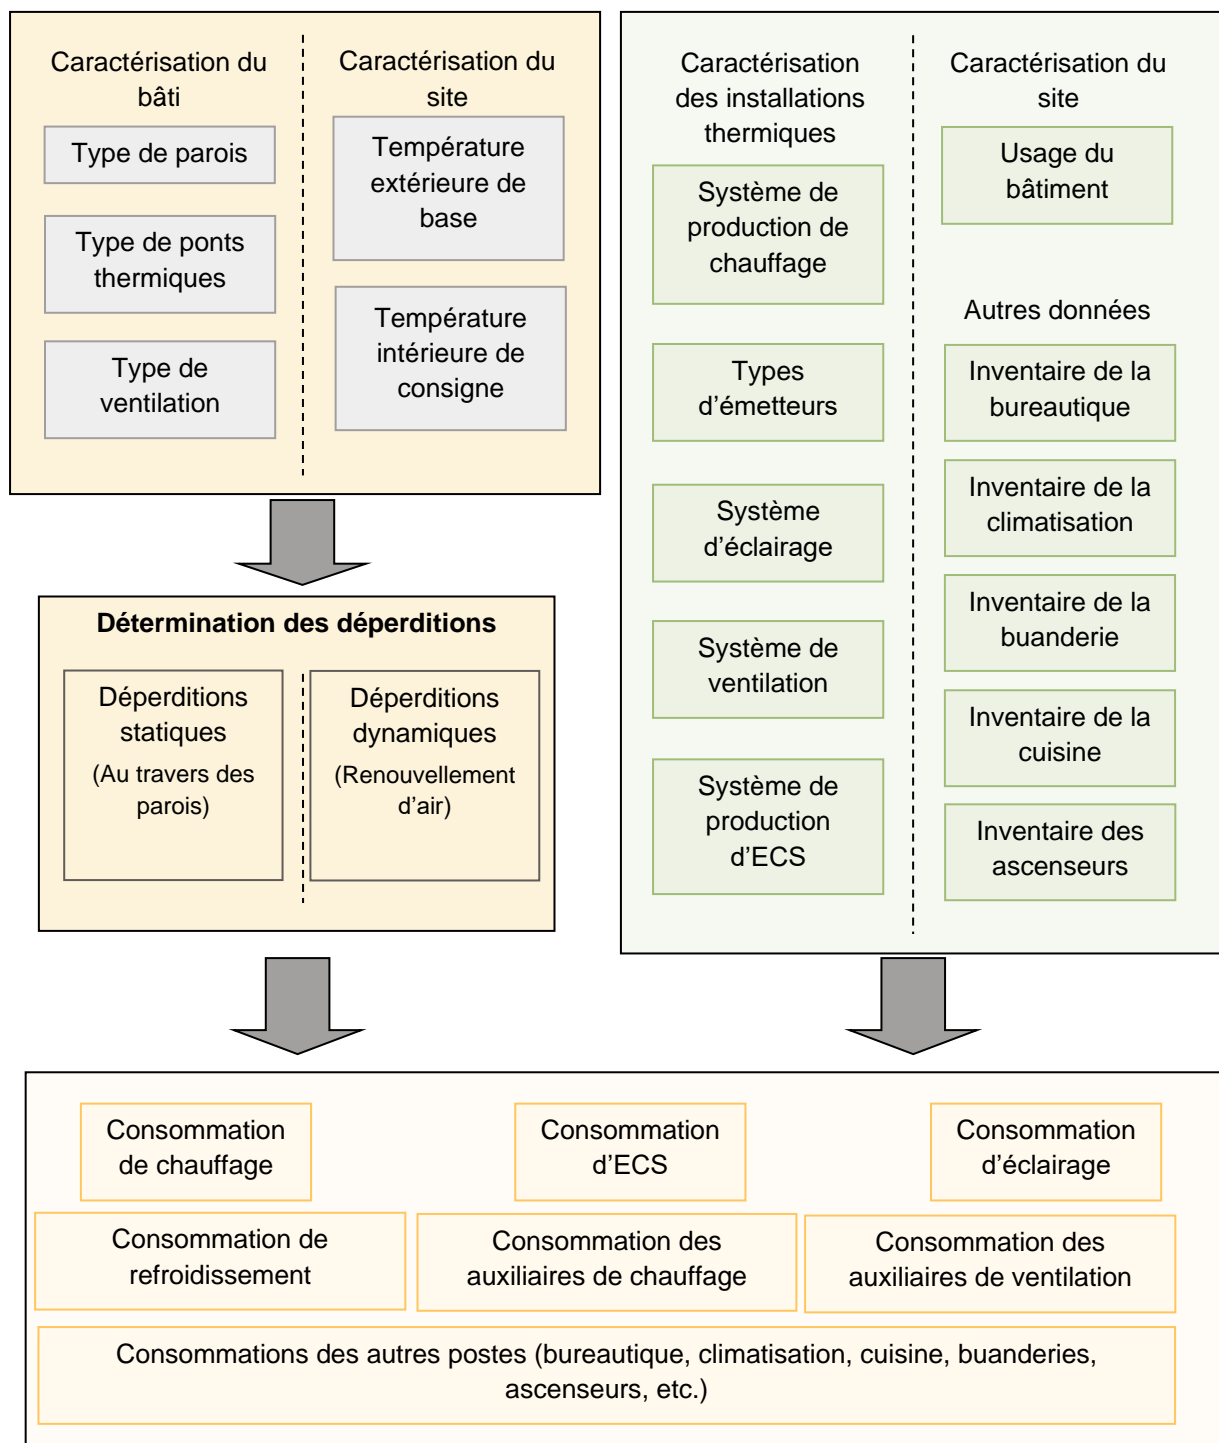 Caractérisation du
bâti
Type de parois
Type de ponts
thermiques
Type de
ventilation
Caractérisation du
site
Température
extérieure de
base
Température
intérieure de
consigne
Détermination des déperditions
Déperditions
statiques
(Au travers des
parois)
Déperditions
dynamiques
(Renouvellement
d’air)
Caractérisation
des installations
thermiques
Système de
production de
chauffage
Types
d’émetteurs
Système
d’éclairage
Système de
ventilation
Système de
production
d’ECS
Caractérisation du
site
Usage du
bâtiment
Autres données
Inventaire de la
bureautique
Inventaire de la
climatisation
Inventaire de la
buanderie
Inventaire de la
cuisine
Inventaire des
ascenseurs
Consommation
de chauffage
Consommation
d’ECS
Consommation
d’éclairage
Consommation de
refroidissement
Consommation des
auxiliaires de chauffage
Consommation des
auxiliaires de ventilation
Consommations des autres postes (bureautique, climatisation, cuisine, buanderies,
ascenseurs, etc.)